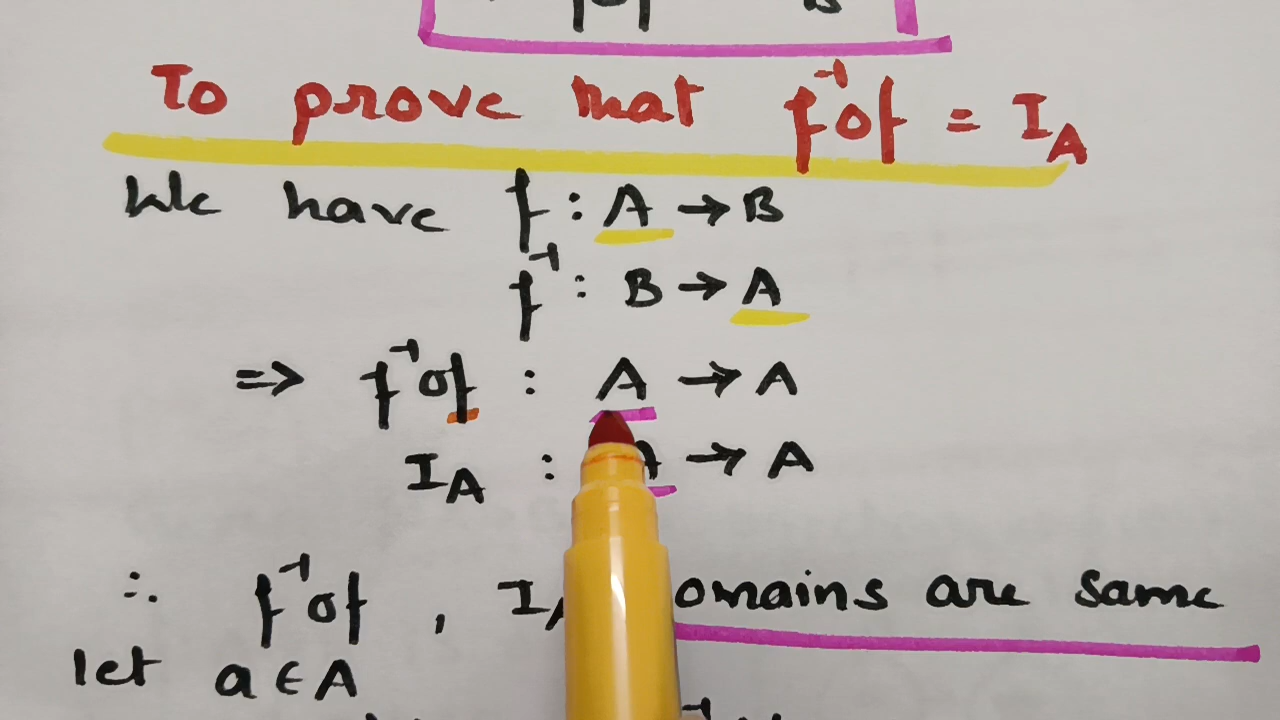 To prove that f⁻¹of = I_A
We have f : A → B
f⁻¹ : B → A
=> f⁻¹of : A → A
I_A : A → A
∴ f⁻¹of , I_A omains are same
let a ∈ A